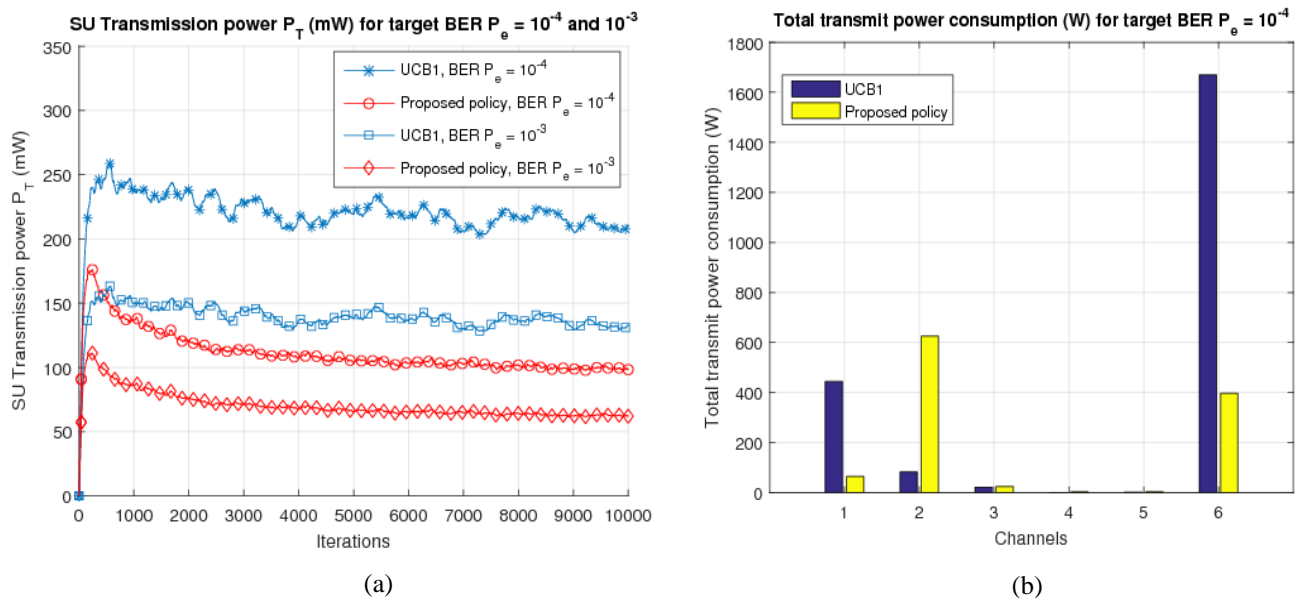 SU Transmission power P_T (mW) for target BER P_e = 10^-4 and 10^-3
350
300
250
200
150
100
50
0
SU Transmission power P_T (mW)
UCB1, BER P_e = 10^-4
Proposed policy, BER P_e = 10^-4
UCB1, BER P_e = 10^-3
Proposed policy, BER P_e = 10^-3
0 1000 2000 3000 4000 5000 6000 7000 8000 9000 10000
Iterations
(a)
Total transmit power consumption (W) for target BER P_e = 10^-4
1800
1600
1400
1200
1000
800
600
400
200
0
Total transmit power consumption (W)
UCB1
Proposed policy
1 2 3 4 5 6
Channels
(b)